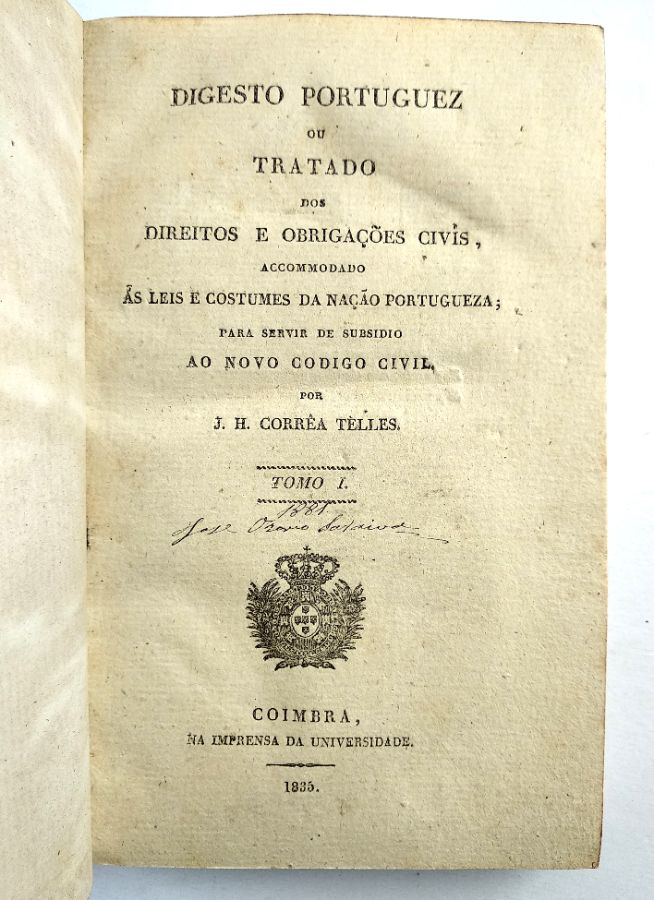 DIGESTO PORTUGUEZ
OU
TRATADO
DOS
DIREITOS E OBRIGAÇÕES CIVIS,
ACCOMMODADO
ÁS LEIS E COSTUMES DA NAÇÃO PORTUGUEZA;
PARA SERVIR DE SUBSIDIO
AO NOVO CODIGO CIVIL,
POR
J. H. CORRÊA TELLES.
TOMO I.
1881
José
COIMBRA,
NA IMPRENSA DA UNIVERSIDADE.
1835.